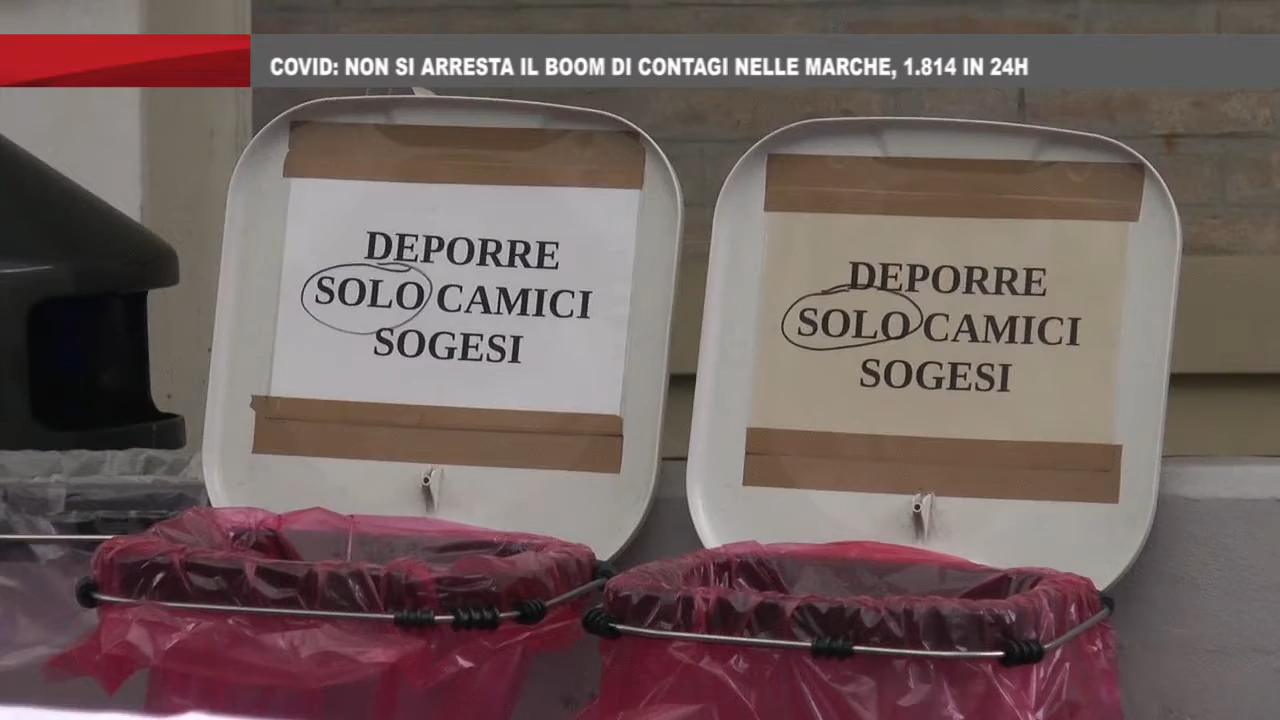 COVID: NON SI ARRESTA IL BOOM DI CONTAGI NELLE MARCHE, 1.814 IN 24H
DEPORRE
SOLO CAMICI
SOGESI
DEPORRE
SOLO CAMICI
SOGESI